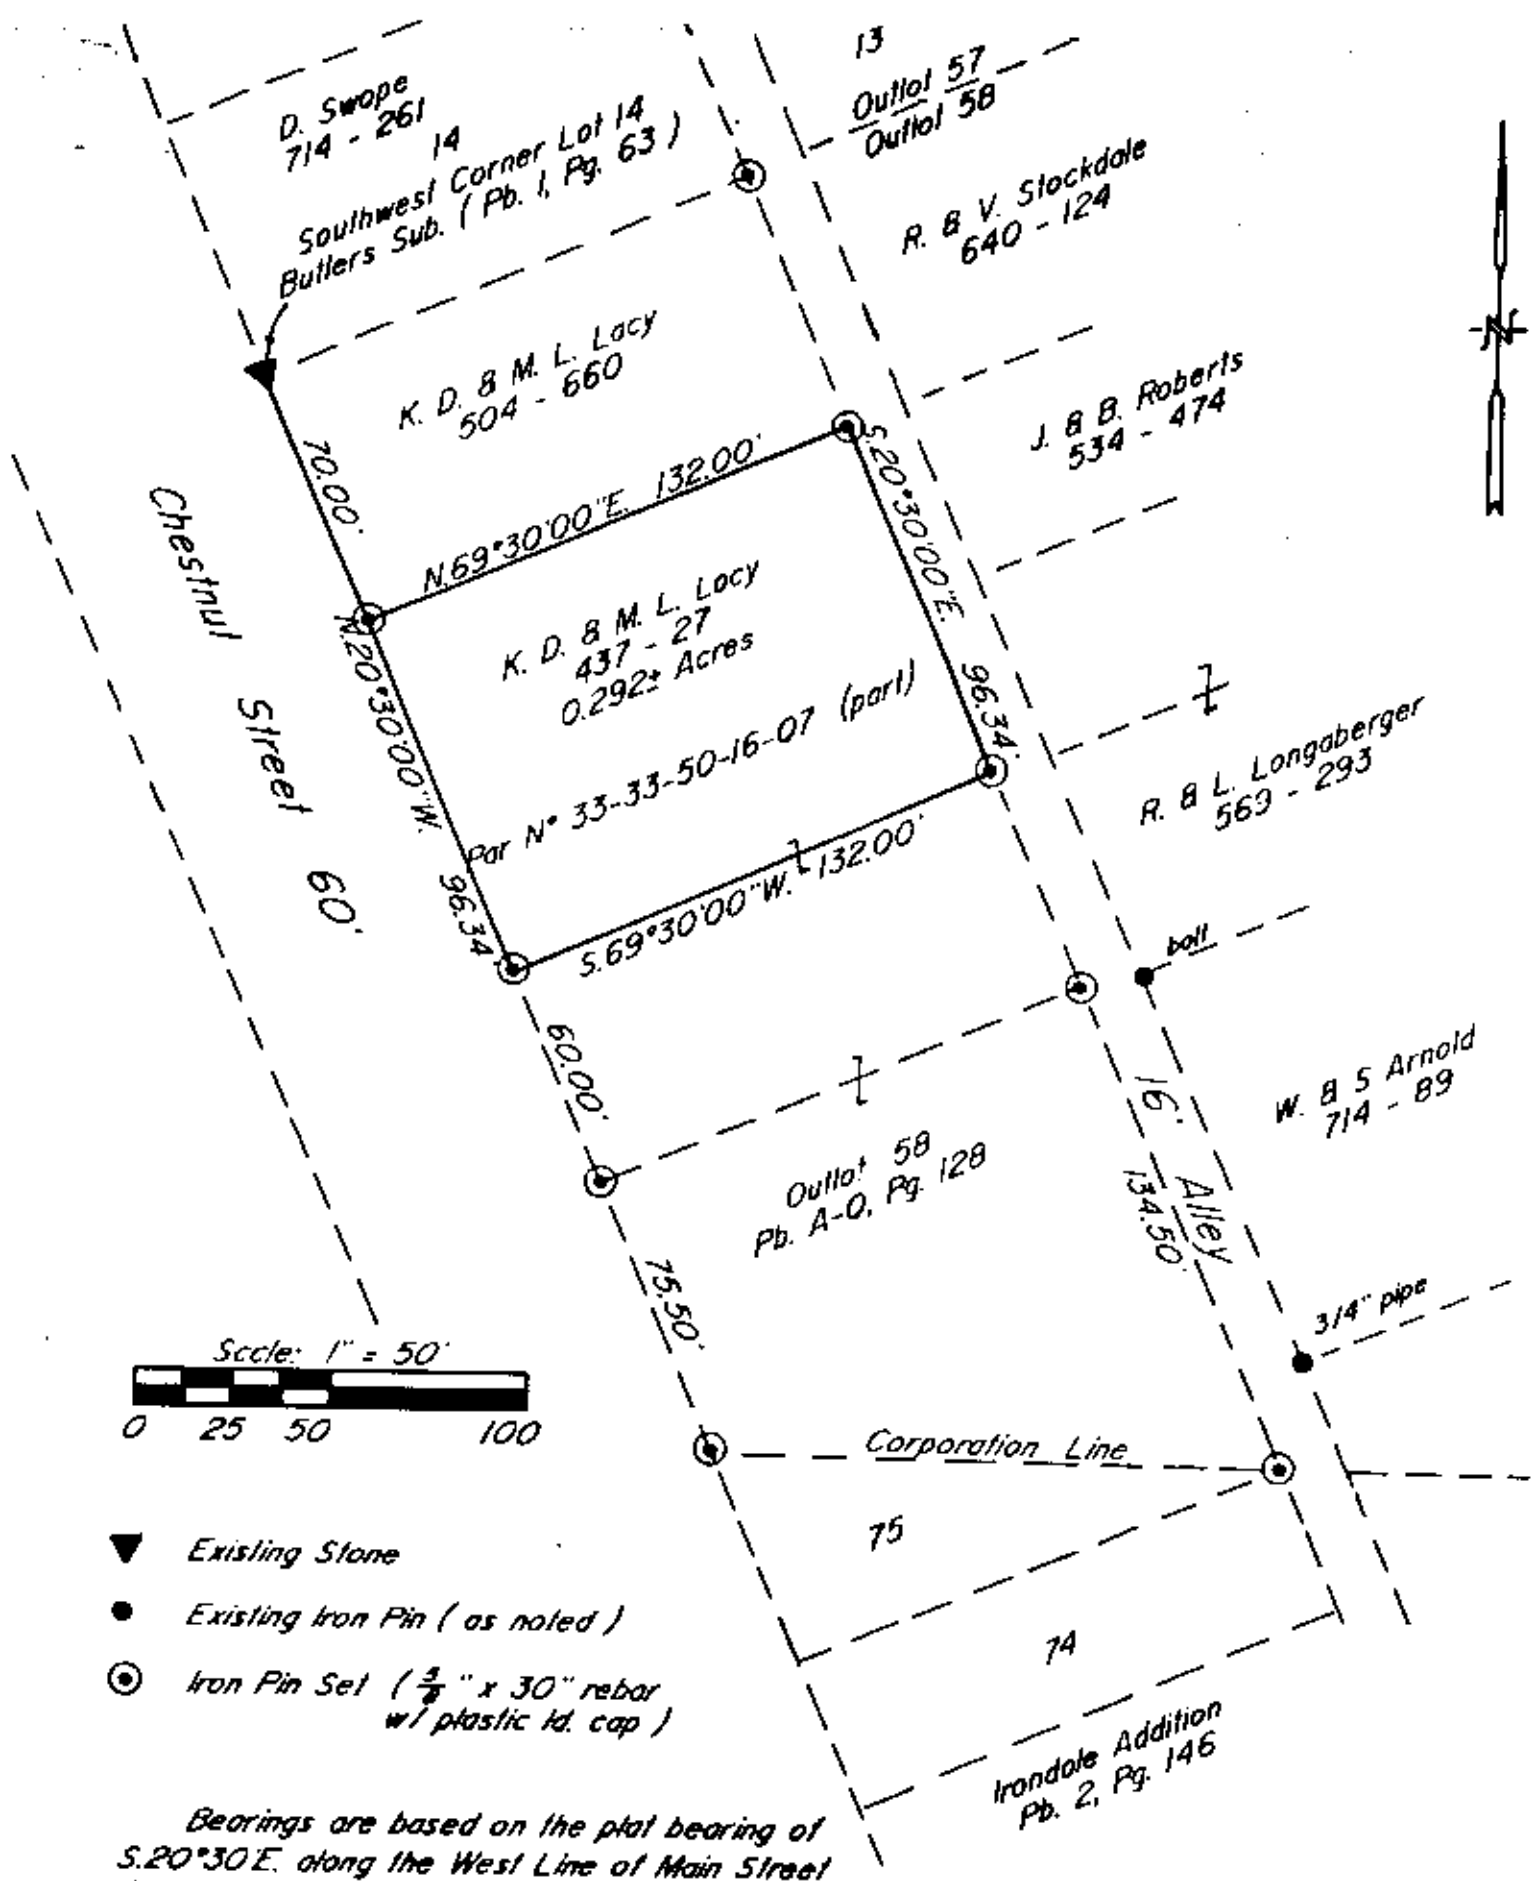 13
Outlot 57
Outlot 58
D. Swope
714 - 261
14
Southwest Corner Lot 14
Butlers Sub. ( Pb. 1, Pg. 63 )
R. & V. Stockdale
640 - 124
N
K. D. & M. L. Lacy
504 - 660
J. & B. Roberts
534 - 474
70.00'
N.69°30'00"E. 132.00'
S.20°30'00"E. 96.34'
Chestnut Street 60'
K. D. & M. L. Lacy
437 - 27
0.292± Acres
Par Nº 33-33-50-16-07 (part)
N.20°30'00"W. 96.34'
S.69°30'00"W. 132.00'
R. & L. Longaberger
569 - 293
bolt
60.00'
16' Alley
134.50'
W. & S Arnold
714 - 89
Outlot 58
Pb. A-0, Pg. 128
75.50'
3/4" pipe
Scale: 1" = 50'
0 25 50 100
Corporation Line
75
74
Existing Stone
Existing Iron Pin ( as noted )
Iron Pin Set ( 5/8 " x 30" rebar
w/ plastic Id. cap )
Irondale Addition
Pb. 2, Pg. 146
Bearings are based on the plat bearing of
S.20°30'E. along the West Line of Main Street